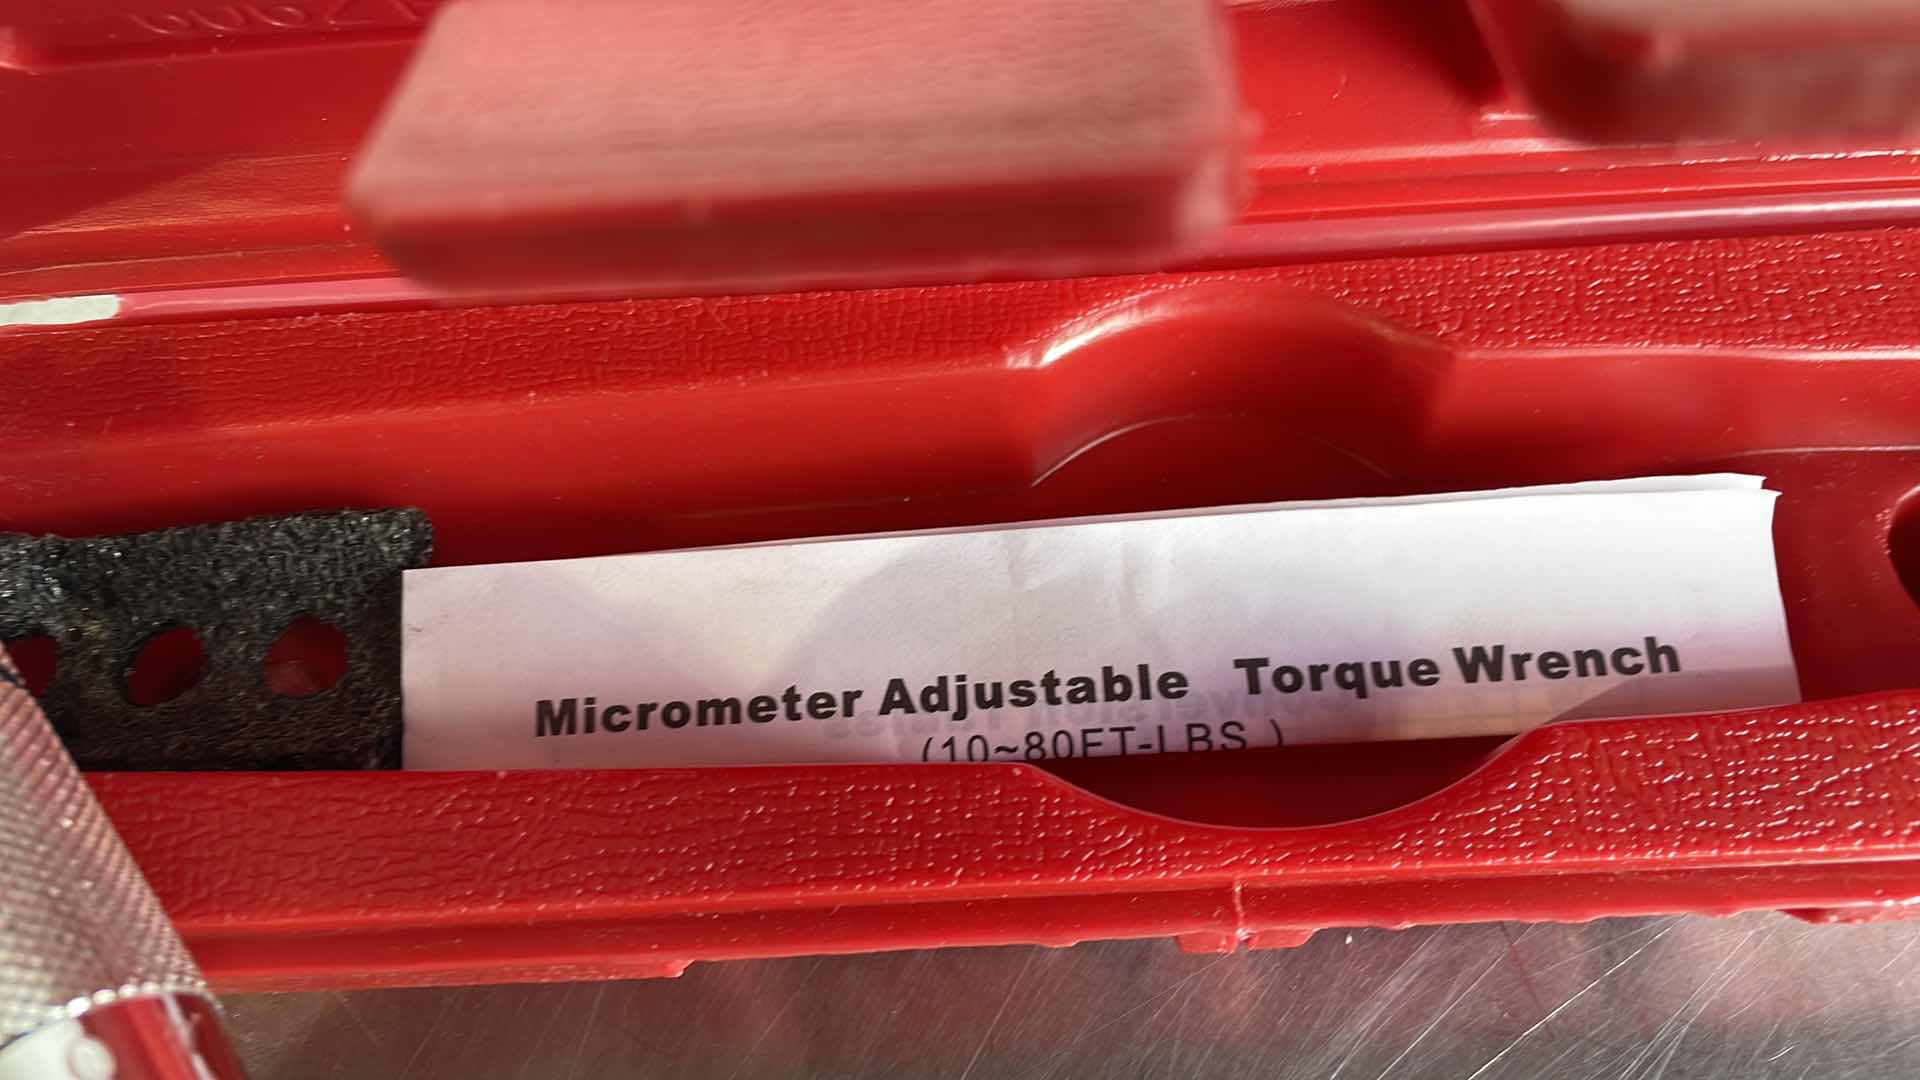 Micrometer Adjustable Torque Wrench
(10~80FT-LBS )